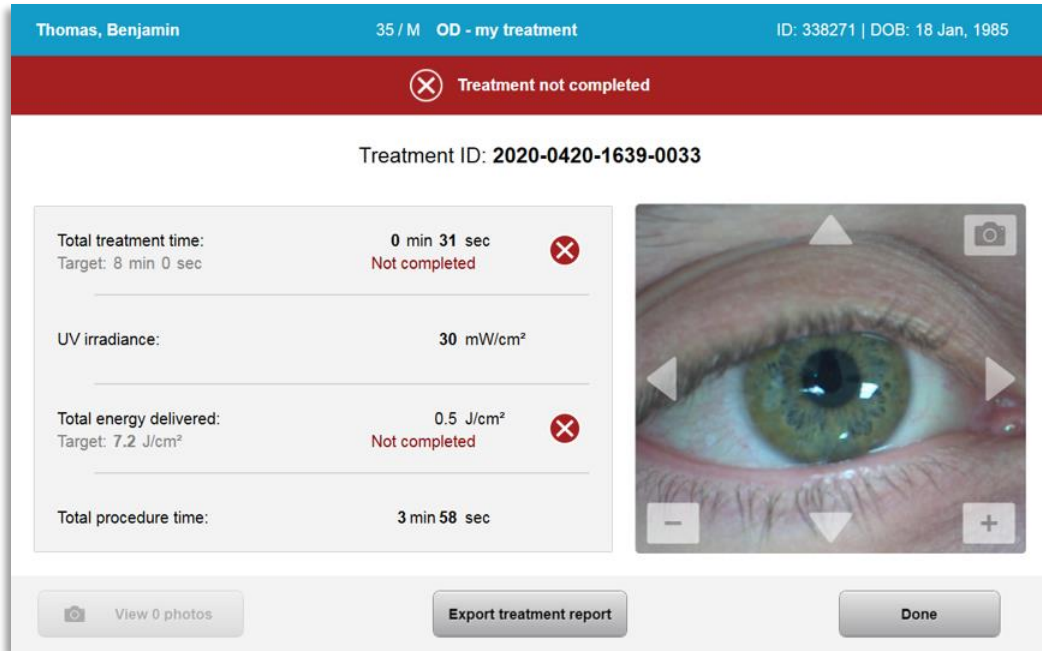 Thomas, Benjamin 35 / M OD - my treatment ID: 338271 | DOB: 18 Jan, 1985
Treatment not completed
Treatment ID: 2020-0420-1639-0033
Total treatment time: 0 min 31 sec
Target: 8 min 0 sec Not completed
UV irradiance: 30 mW/cm²
Total energy delivered: 0.5 J/cm²
Target: 7.2 J/cm² Not completed
Total procedure time: 3 min 58 sec
View 0 photos Export treatment report Done